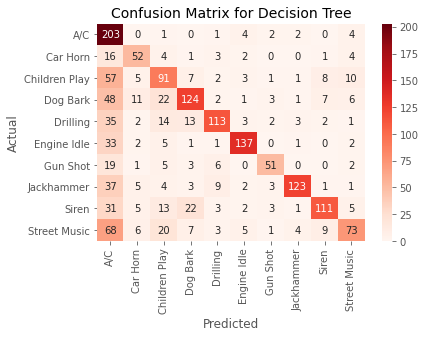 Confusion Matrix for Decision Tree
Actual
A/C 203 0 1 0 1 4 2 2 0 4
Car Horn 16 52 4 1 3 2 0 0 1 4
Children Play 57 5 91 7 2 3 1 1 8 10
Dog Bark 48 11 22 124 2 1 3 1 7 6
Drilling 35 2 14 13 113 3 2 3 2 1
Engine Idle 33 2 5 1 1 137 1 0 0 2
Gun Shot 19 1 5 3 6 0 51 0 0 2
Jackhammer 37 5 4 3 9 2 3 123 1 1
Siren 31 5 13 22 3 2 3 1 111 5
Street Music 68 6 20 7 3 5 1 4 9 73
A/C Car Horn Children Play Dog Bark Drilling Engine Idle Gun Shot Jackhammer Siren Street Music
Predicted
200
175
150
125
100
75
50
25
0